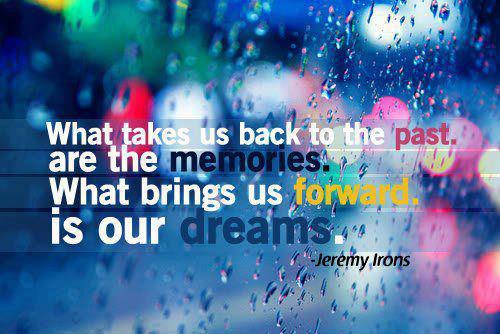 What takes us back to the past.
are the memories.
What brings us forward.
is our dreams.
-Jeremy Irons